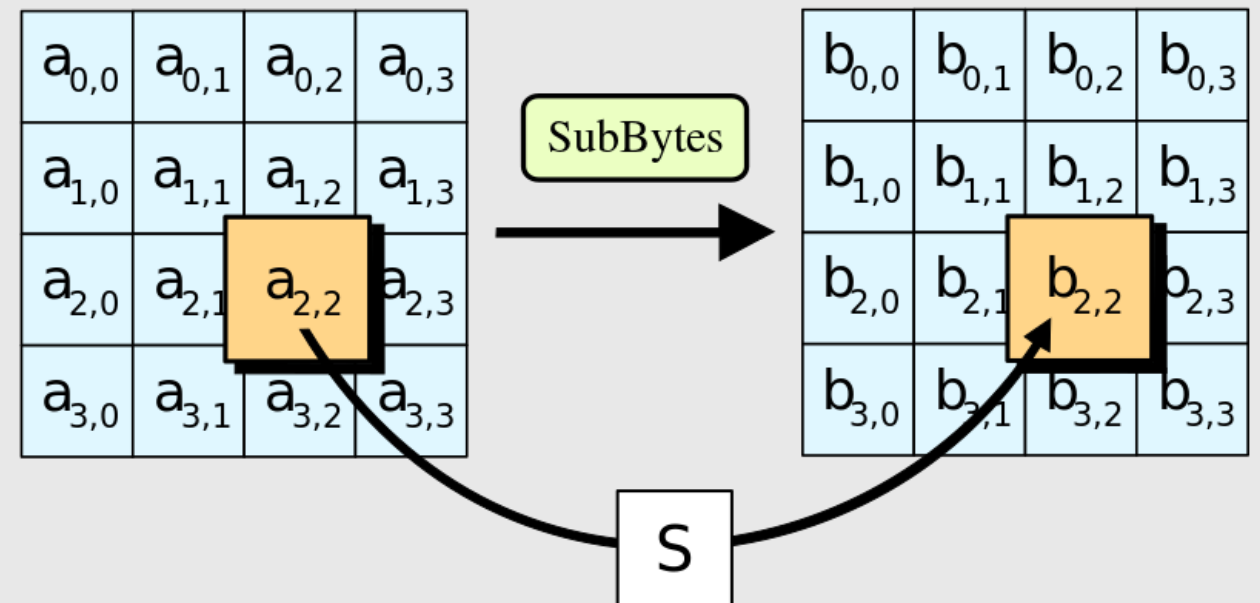 a0,0 a0,1 a0,2 a0,3
a1,0 a1,1 a1,2 a1,3
a2,0 a2,1 a2,2 a2,3
a3,0 a3,1 a3,2 a3,3
SubBytes
b0,0 b0,1 b0,2 b0,3
b1,0 b1,1 b1,2 b1,3
b2,0 b2,1 b2,2 b2,3
b3,0 b3,1 b3,2 b3,3
S